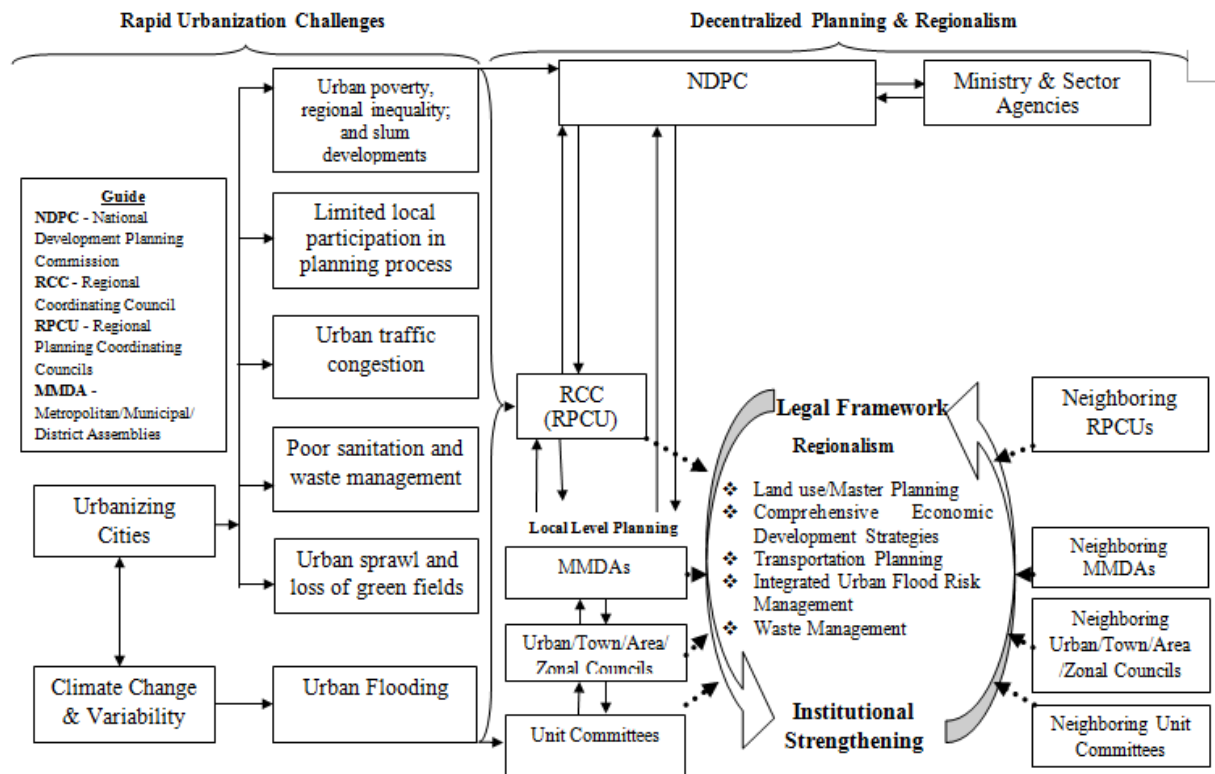 Rapid Urbanization Challenges
Decentralized Planning & Regionalism
Guide
NDPC - National
Development Planning
Commission
RCC - Regional
Coordinating Council
RPCU - Regional
Planning Coordinating
Councils
MMDA -
Metropolitan/Municipal/
District Assemblies
Urbanizing
Cities
Climate Change
& Variability
Urban poverty,
regional inequality;
and slum
developments
Limited local
participation in
planning process
Urban traffic
congestion
Poor sanitation and
waste management
Urban sprawl and
loss of green fields
Urban Flooding
NDPC
Ministry & Sector
Agencies
RCC
(RPCU)
Local Level Planning
MMDAs
Urban/Town/Area/
Zonal Councils
Unit Committees
Legal Framework
Regionalism
❖ Land use/Master Planning
❖ Comprehensive Economic
Development Strategies
❖ Transportation Planning
❖ Integrated Urban Flood Risk
Management
❖ Waste Management
Institutional
Strengthening
Neighboring
RPCUs
Neighboring
MMDAs
Neighboring
Urban/Town/Area
/Zonal Councils
Neighboring Unit
Committees